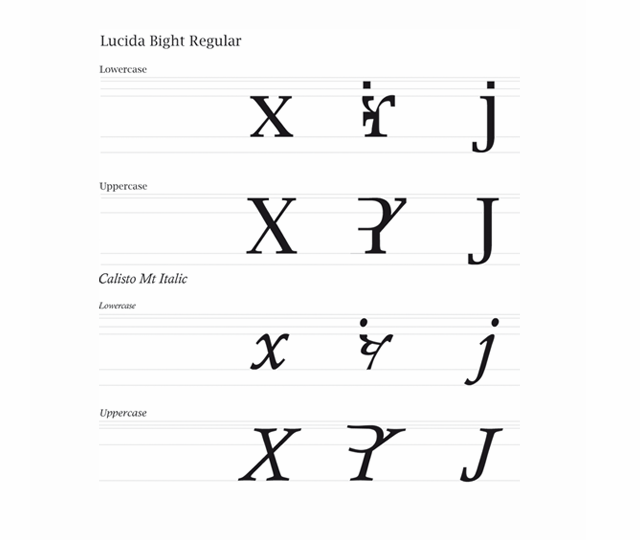 Lucida Bight Regular
Lowercase
x j
Uppercase
X J
Calisto Mt Italic
Lowercase
x j
Uppercase
X J